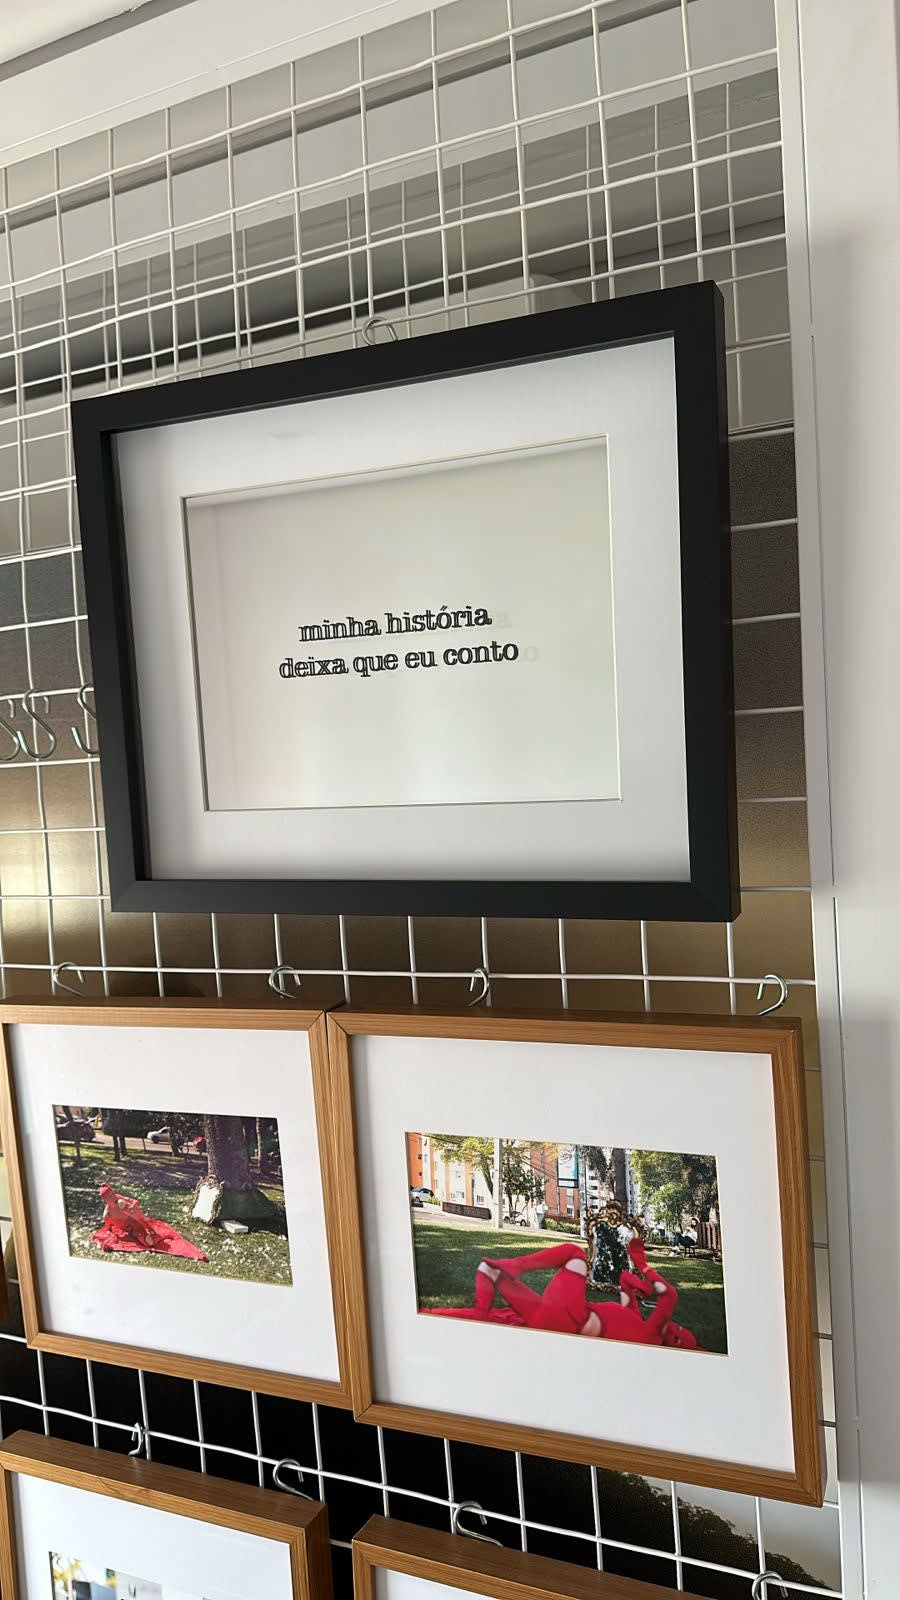 minha história
deixa que eu conto